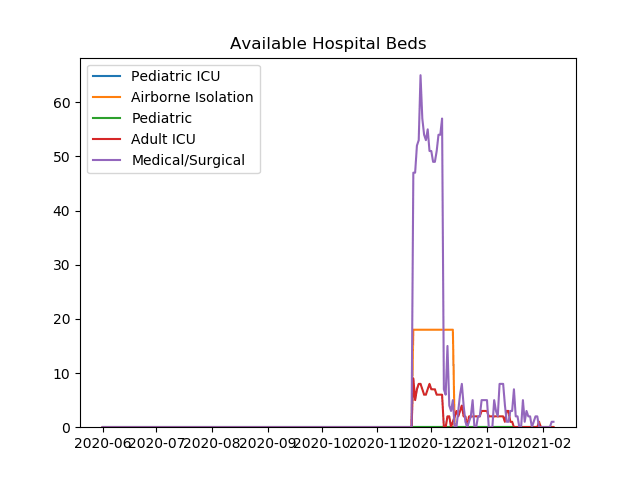 Available Hospital Beds
Pediatric ICU
Airborne Isolation
Pediatric
Adult ICU
Medical/Surgical
60
50
40
30
20
10
0
2020-06 2020-07 2020-08 2020-09 2020-10 2020-11 2020-12 2021-01 2021-02